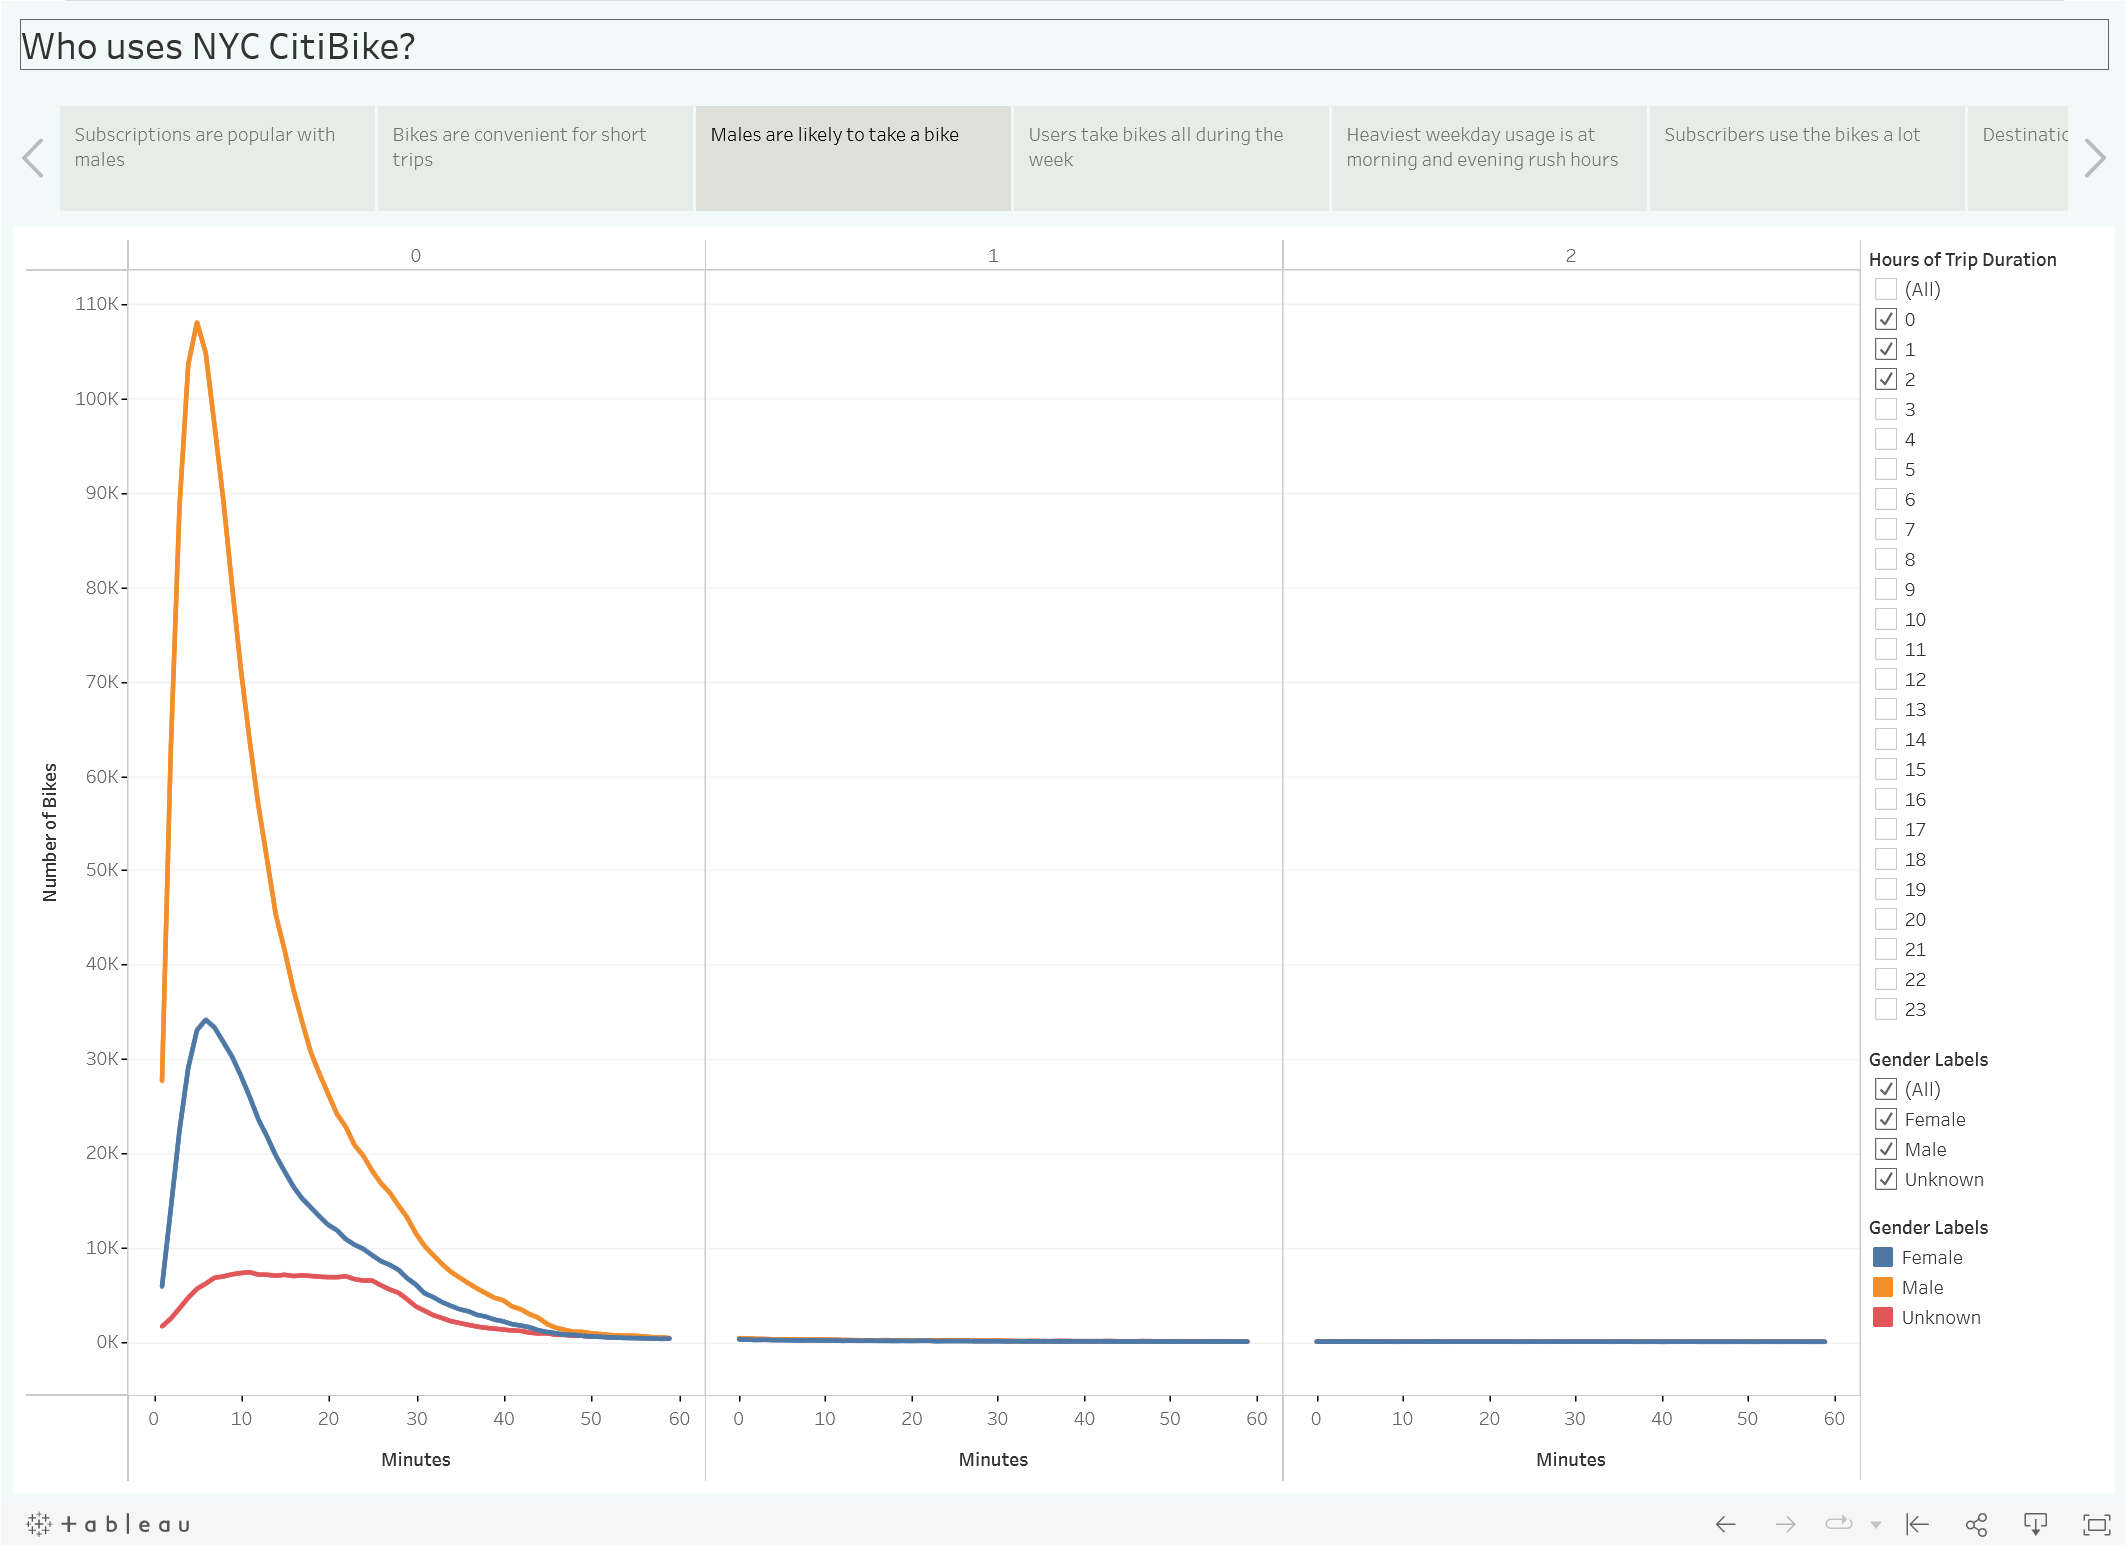 Who uses NYC CitiBike?
Subscriptions are popular with
males
Bikes are convenient for short
trips
Males are likely to take a bike
Users take bikes all during the
week
Heaviest weekday usage is at
morning and evening rush hours
Subscribers use the bikes a lot
0
1
2
110K
100K
90K
80K
70K
60K
50K
40K
30K
20K
10K
0K
Number of Bikes
0 10 20 30 40 50 60
0 10 20 30 40 50 60
0 10 20 30 40 50 60
Minutes
Minutes
Minutes
Hours of Trip Duration
(All)
0
1
2
3
4
5
6
7
8
9
10
11
12
13
14
15
16
17
18
19
20
21
22
23
Gender Labels
(All)
Female
Male
Unknown
Gender Labels
Female
Male
Unknown
tableau